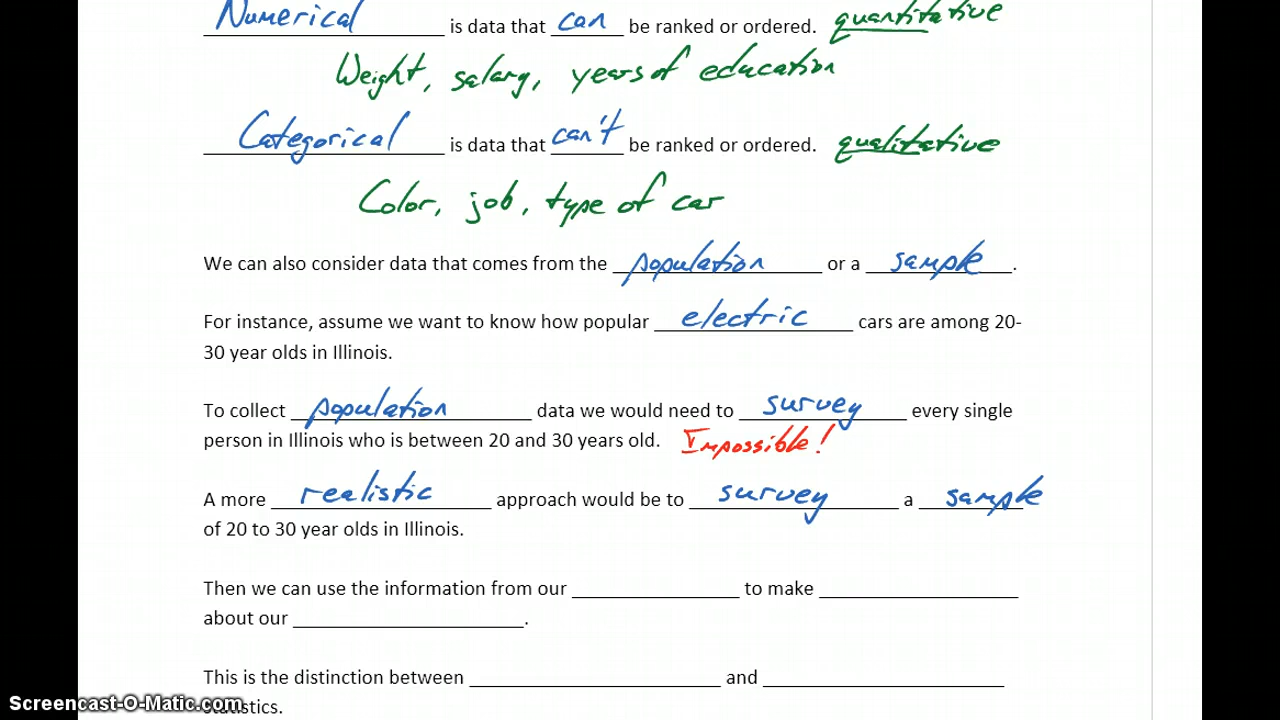 Numerical is data that can be ranked or ordered. quantitative
Weight, salary, years of education
Categorical is data that can't be ranked or ordered. qualitative
Color, job, type of car
We can also consider data that comes from the population or a sample.
For instance, assume we want to know how popular electric cars are among 20-
30 year olds in Illinois.
To collect population data we would need to survey every single
person in Illinois who is between 20 and 30 years old. Impossible!
A more realistic approach would be to survey a sample
of 20 to 30 year olds in Illinois.
Then we can use the information from our ________________ to make ___________________
about our ______________________.
This is the distinction between ________________________ and _______________________
statistics.
Screencast-O-Matic.com